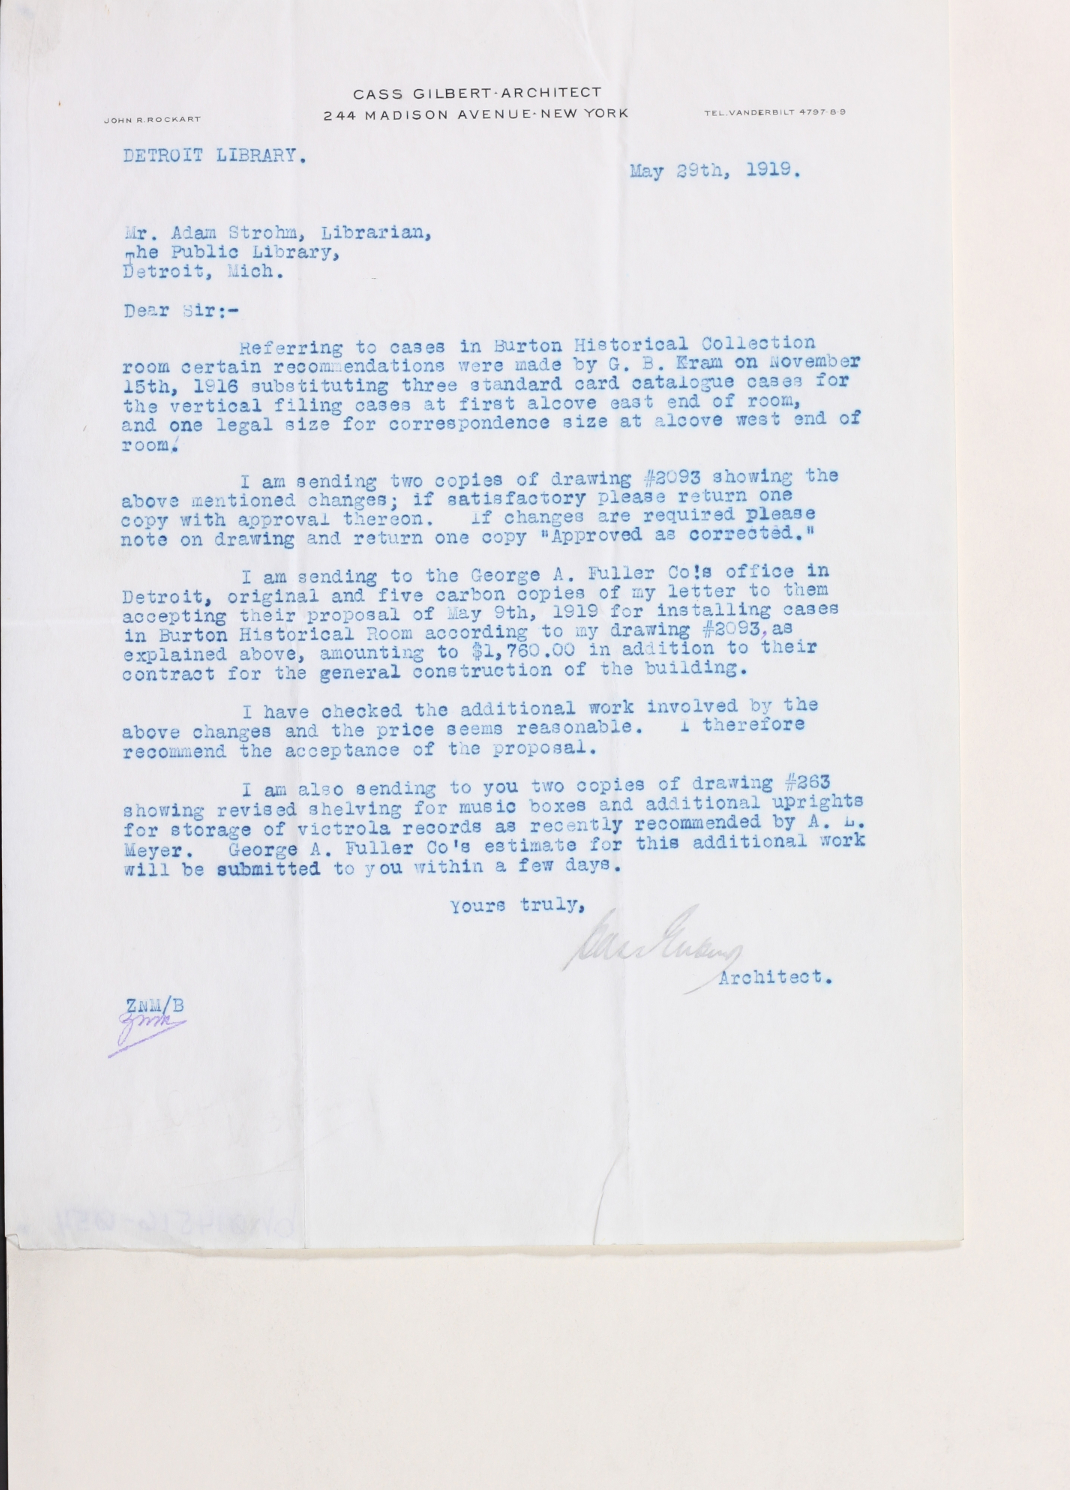 CASS GILBERT-ARCHITECT
244 MADISON AVENUE-NEW YORK
JOHN R. ROCKART
TEL. VANDERBILT 4797-8-9
DETROIT LIBRARY.
May 29th, 1919.
Mr. Adam Strohm, Librarian,
The Public Library,
Detroit, Mich.
Dear Sir:-
Referring to cases in Burton Historical Collection
room certain recommendations were made by G. B. Kram on November
15th, 1916 substituting three standard card catalogue cases for
the vertical filing cases at first alcove east end of room,
and one legal size for correspondence size at alcove west end of
room.
I am sending two copies of drawing #2093 showing the
above mentioned changes; if satisfactory please return one
copy with approval thereon. If changes are required please
note on drawing and return one copy "Approved as corrected."
I am sending to the George A. Fuller Co's office in
Detroit, original and five carbon copies of my letter to them
accepting their proposal of May 9th, 1919 for installing cases
in Burton Historical Room according to my drawing #2093, as
explained above, amounting to $1,760.00 in addition to their
contract for the general construction of the building.
I have checked the additional work involved by the
above changes and the price seems reasonable. I therefore
recommend the acceptance of the proposal.
I am also sending to you two copies of drawing #263
showing revised shelving for music boxes and additional uprights
for storage of victrola records as recently recommended by A. L.
Meyer. George A. Fuller Co's estimate for this additional work
will be submitted to you within a few days.
Yours truly,
Cass Gilbert
Architect.
ZNM/B
ZNM